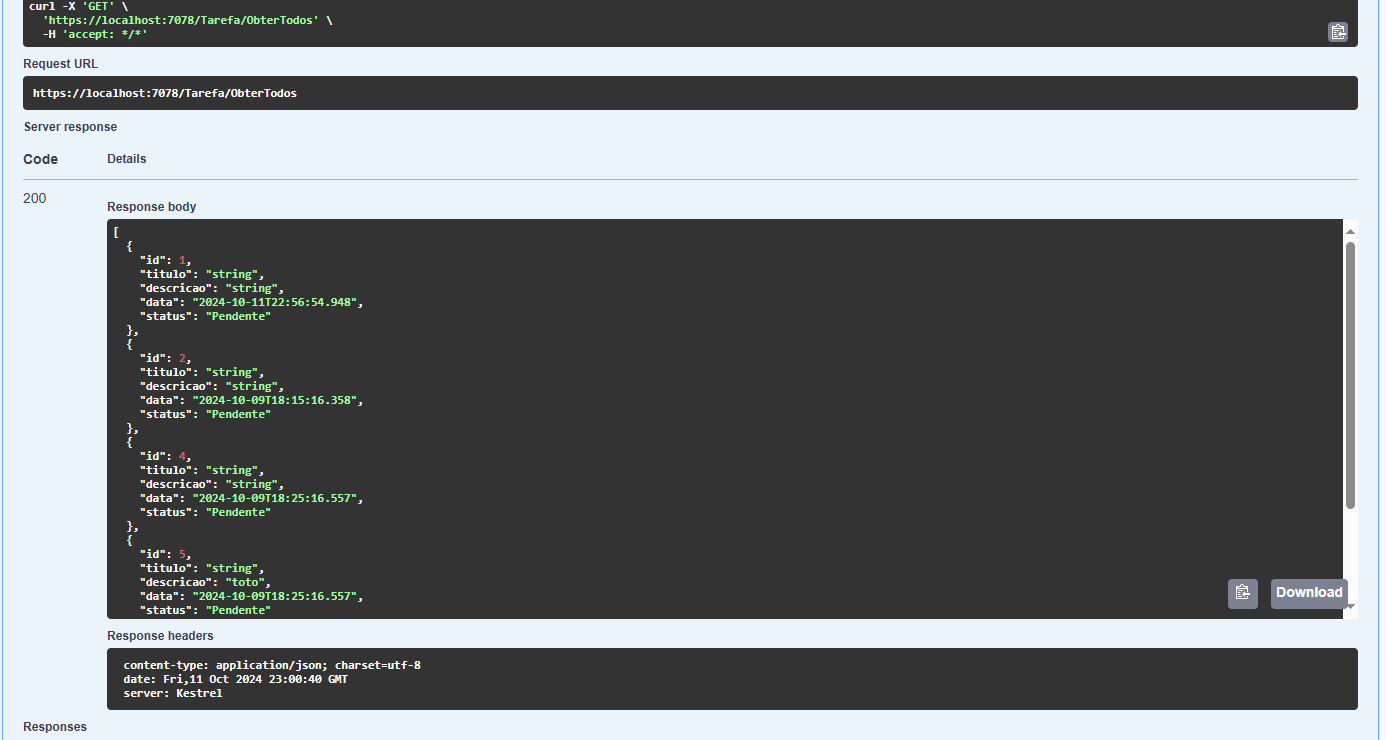 curl -X 'GET' \
  'https://localhost:7078/Tarefa/ObterTodos' \
  -H 'accept: */*'
Request URL
https://localhost:7078/Tarefa/ObterTodos
Server response
Code Details
200
Response body
[
  {
    "id": 1,
    "titulo": "string",
    "descricao": "string",
    "data": "2024-10-11T22:56:54.948",
    "status": "Pendente"
  },
  {
    "id": 2,
    "titulo": "string",
    "descricao": "string",
    "data": "2024-10-09T18:15:16.358",
    "status": "Pendente"
  },
  {
    "id": 4,
    "titulo": "string",
    "descricao": "string",
    "data": "2024-10-09T18:25:16.557",
    "status": "Pendente"
  },
  {
    "id": 5,
    "titulo": "string",
    "descricao": "toto",
    "data": "2024-10-09T18:25:16.557",
    "status": "Pendente"
Download
Response headers
content-type: application/json; charset=utf-8
date: Fri,11 Oct 2024 23:00:40 GMT
server: Kestrel
Responses